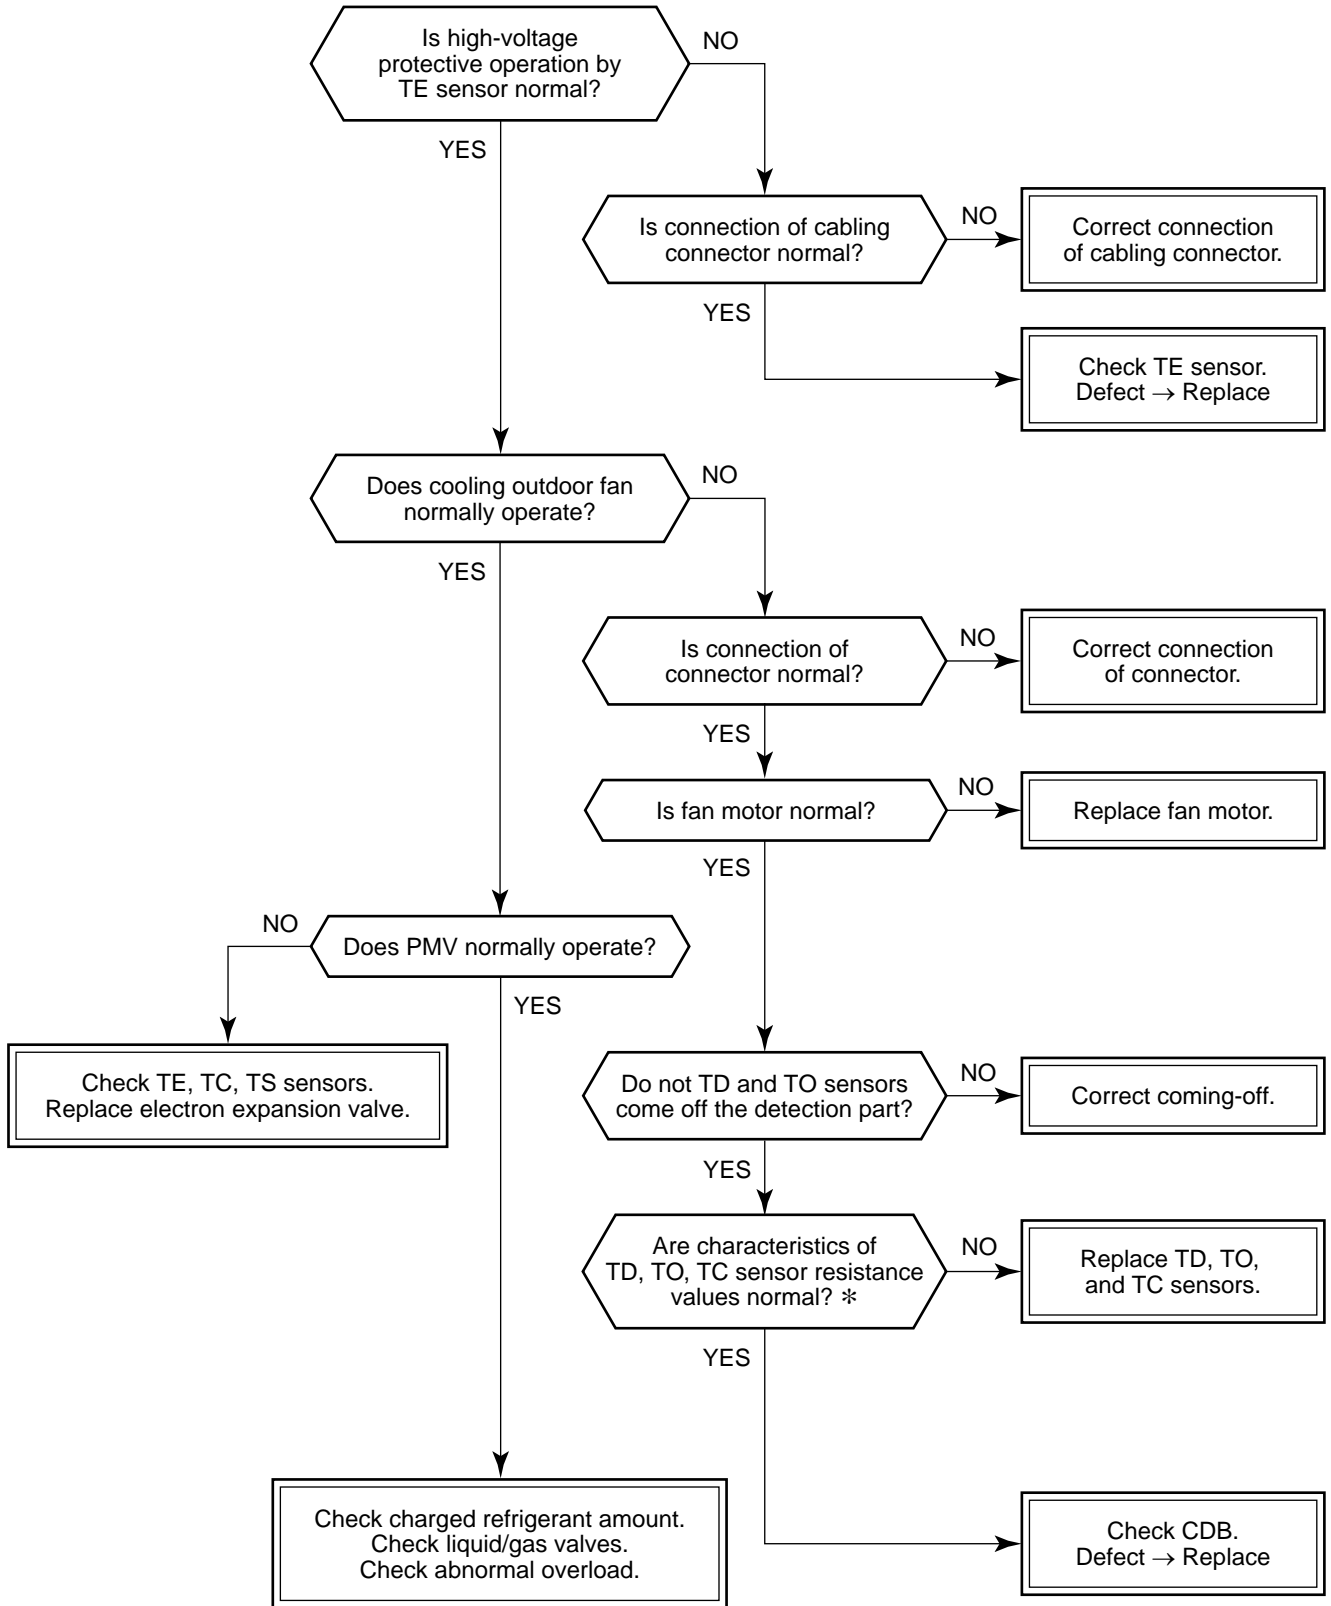 Is high-voltage
protective operation by
TE sensor normal?
NO
YES
Is connection of cabling
connector normal?
NO
Correct connection
of cabling connector.
YES
Check TE sensor.
Defect → Replace
Does cooling outdoor fan
normally operate?
NO
YES
Is connection of
connector normal?
NO
Correct connection
of connector.
YES
Is fan motor normal?
NO
Replace fan motor.
YES
NO
Does PMV normally operate?
YES
Check TE, TC, TS sensors.
Replace electron expansion valve.
Do not TD and TO sensors
come off the detection part?
NO
Correct coming-off.
YES
Are characteristics of
TD, TO, TC sensor resistance
values normal? *
NO
Replace TD, TO,
and TC sensors.
YES
Check charged refrigerant amount.
Check liquid/gas valves.
Check abnormal overload.
Check CDB.
Defect → Replace